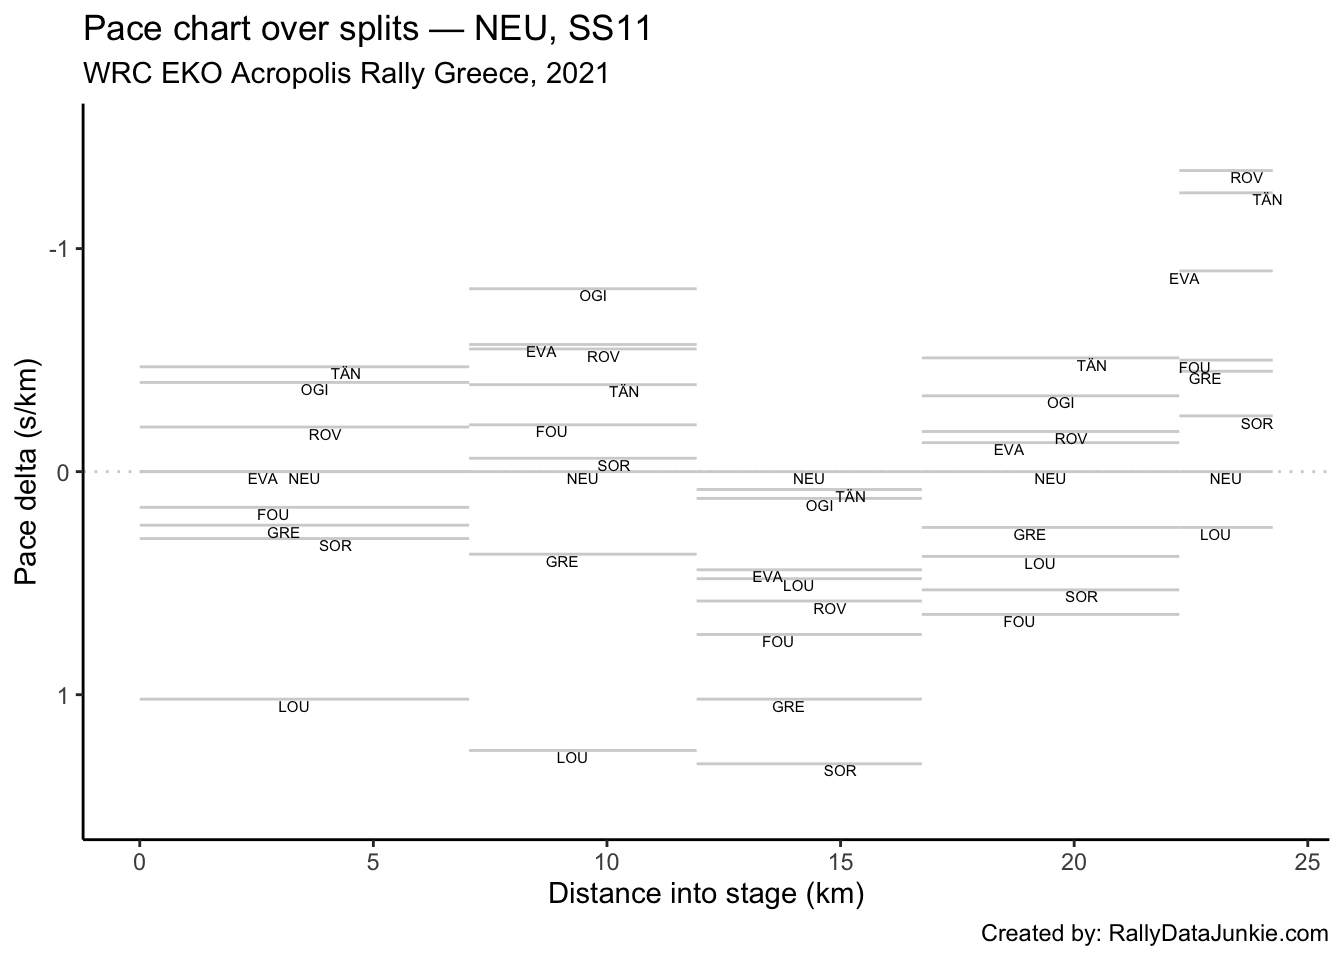 Pace chart over splits — NEU, SS11
WRC EKO Acropolis Rally Greece, 2021
ROV
TÄN
-1
EVA
OGI
EVA
ROV
TÄN
FOU
TÄN
GRE
OGI
TÄN
OGI
FOU
SOR
ROV
ROV
SOR
EVA
0
EVA NEU
NEU
NEU
NEU
NEU
TÄN
OGI
FOU
GRE
GRE
LOU
SOR
GRE
LOU
EVA
LOU
SOR
ROV
FOU
FOU
1
LOU
GRE
LOU
SOR
Pace delta (s/km)
0 5 10 15 20 25
Distance into stage (km)
Created by: RallyDataJunkie.com